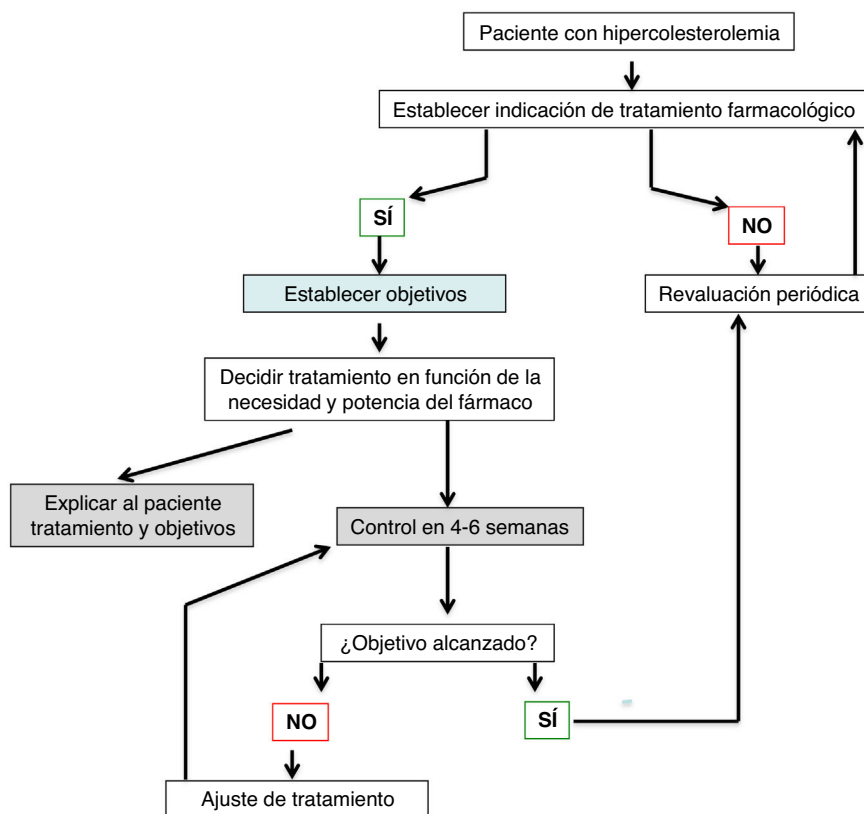 Paciente con hipercolesterolemia
Establecer indicación de tratamiento farmacológico
SÍ
NO
Establecer objetivos
Revaluación periódica
Decidir tratamiento en función de la
necesidad y potencia del fármaco
Explicar al paciente
tratamiento y objetivos
Control en 4-6 semanas
¿Objetivo alcanzado?
NO
SÍ
Ajuste de tratamiento